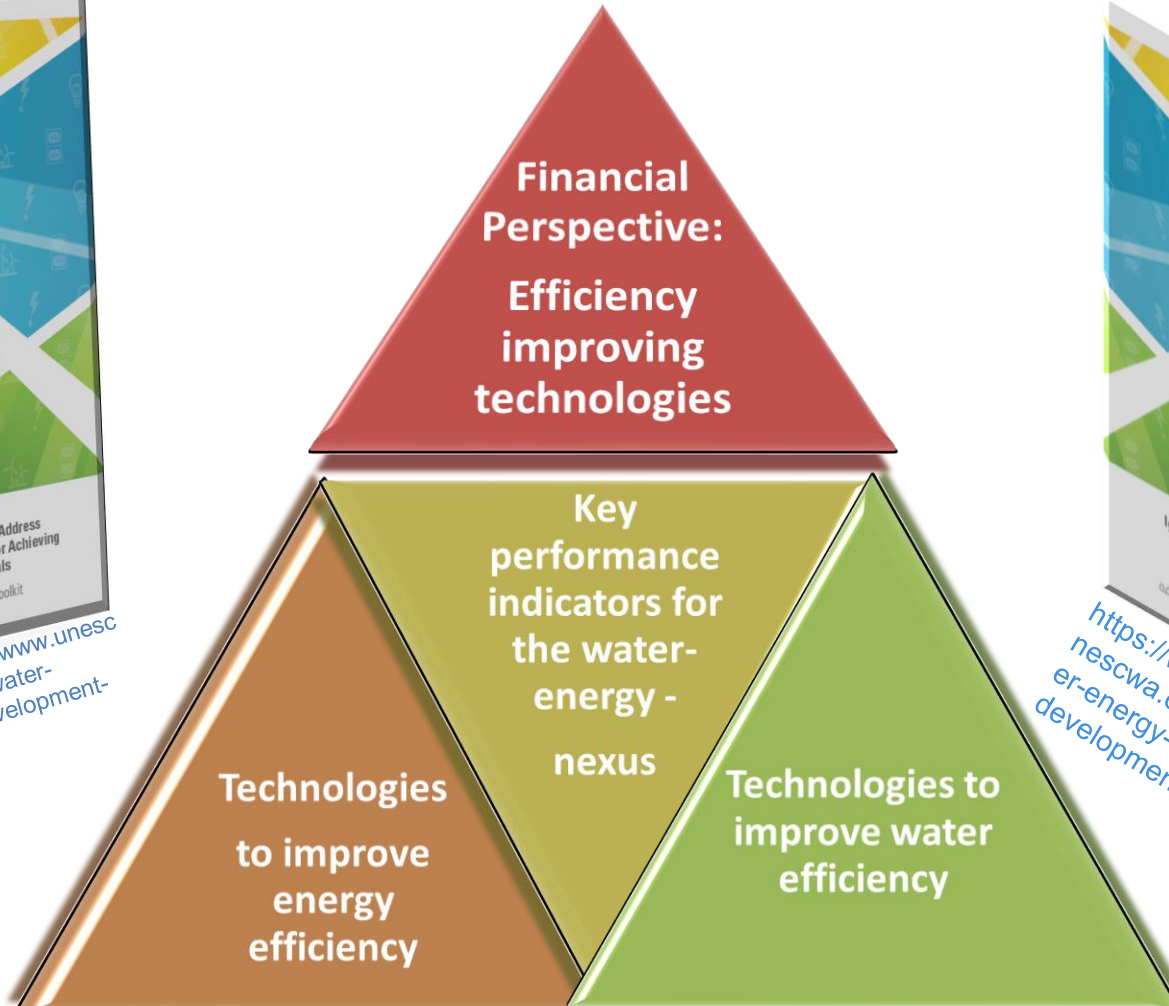 Financial
Perspective:
Efficiency
improving
technologies
Key
performance
indicators for
the water-
energy -
nexus
Technologies
to improve
energy
efficiency
Technologies to
improve water
efficiency
Address
r Achieving
ls
oolkit
www.unesc
vater-
velopment-
https://
nescwa.
er-energy-
developmen